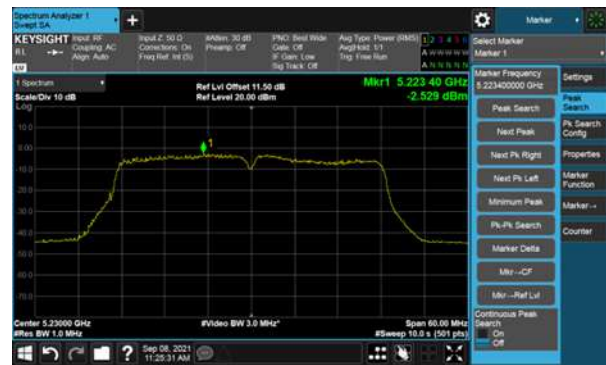 Spectrum Analyzer 1
Swept SA
Marker
KEYSIGHT
Input: RF
Coupling: AC
Align: Auto
Input Z: 50 Ω
Corrections: On
Freq Ref: Int (S)
#Atten: 30 dB
Preamp: Off
PNO: Best Wide
Gate: Off
IF Gain: Low
Sig Track: Off
Avg Type: Power (RMS)
Avg|Hold: 1/1
Trig: Free Run
1 2 3 4 5 6
A W W W W W
A N N N N N
Select Marker
Marker 1
LXI
1 Spectrum
Scale/Div 10 dB
Log
Ref Lvl Offset 11.50 dB
Ref Level 20.00 dBm
Mkr1 5.223 40 GHz
-2.529 dBm
10.0
0.00
1
-10.0
-20.0
-30.0
-40.0
-50.0
-60.0
-70.0
Center 5.23000 GHz
#Res BW 1.0 MHz
#Video BW 3.0 MHz*
Span 60.00 MHz
#Sweep 10.0 s (501 pts)
Marker Frequency
5.223400000 GHz
Peak Search
Next Peak
Next Pk Right
Next Pk Left
Minimum Peak
Pk-Pk Search
Marker Delta
Mkr→CF
Mkr→Ref Lvl
Continuous Peak
Search
On
Off
Settings
Peak
Search
Pk Search
Config
Properties
Marker
Function
Marker→
Counter
?
Sep 08, 2021
11:25:31 AM